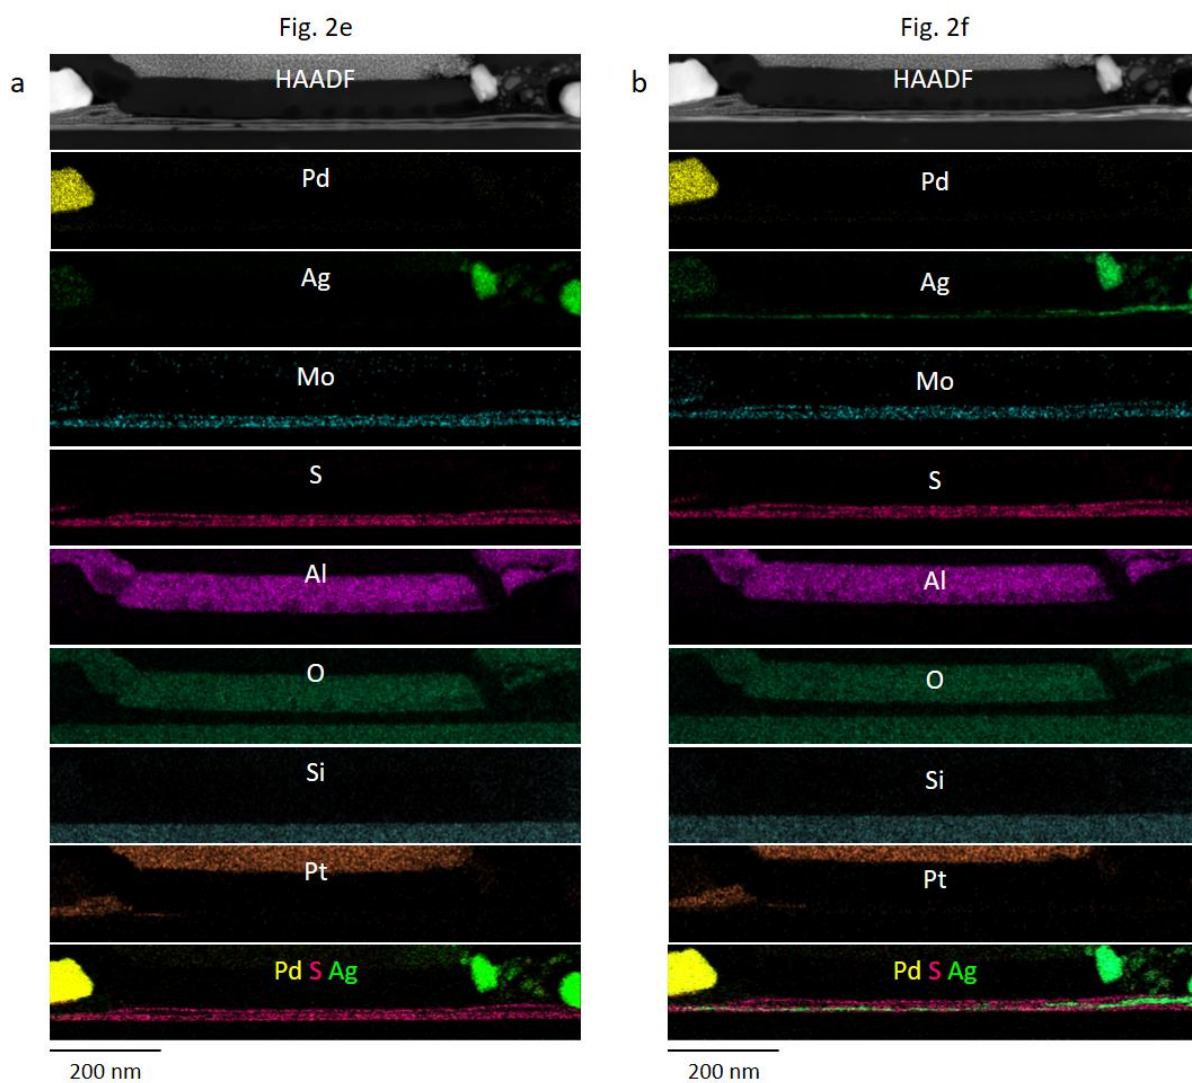 Fig. 2e
Fig. 2f
a
HAADF
Pd
Ag
Mo
S
Al
O
Si
Pt
Pd S Ag
200 nm
b
HAADF
Pd
Ag
Mo
S
Al
O
Si
Pt
Pd S Ag
200 nm